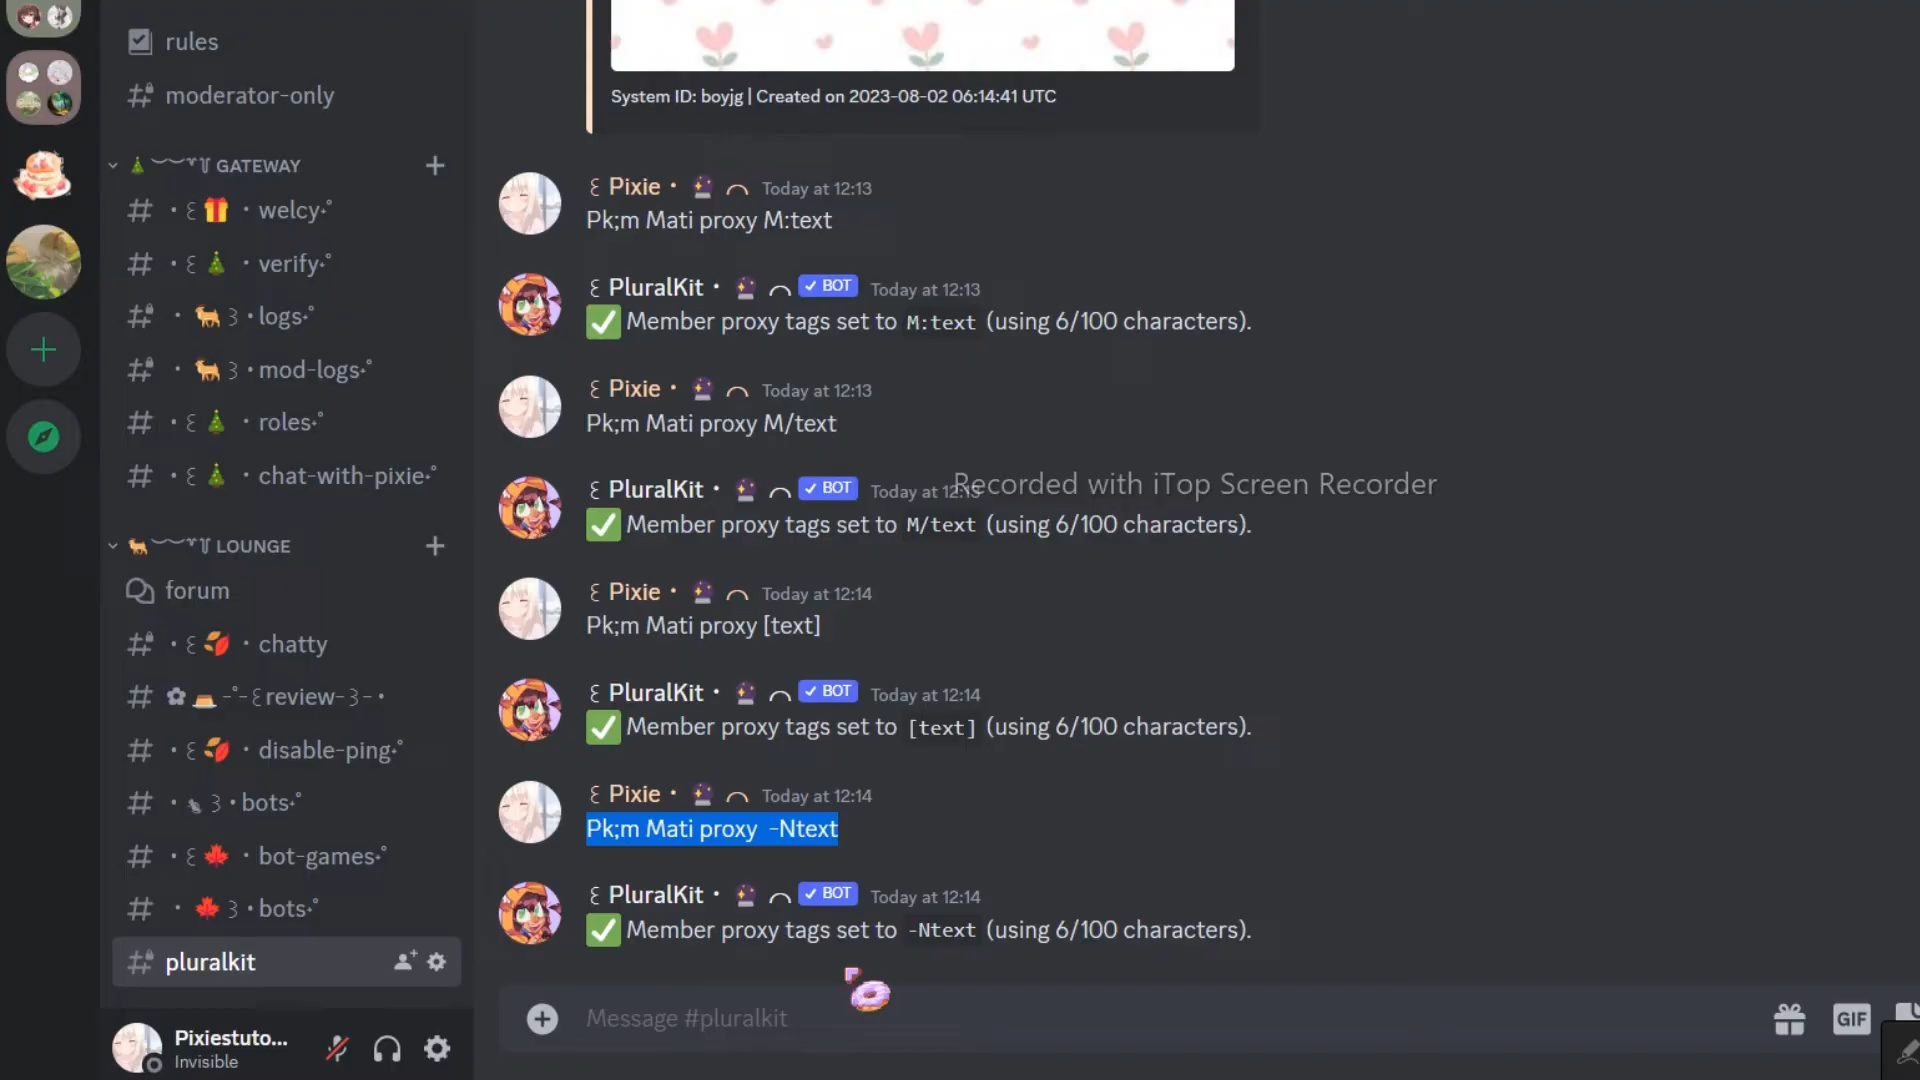 rules
moderator-only
GATEWAY
welcy
verify
logs
mod-logs
roles
chat-with-pixie
LOUNGE
forum
chatty
review
disable-ping
bots
bot-games
bots
pluralkit
Pixiestuto...
Invisible
System ID: boyjg | Created on 2023-08-02 06:14:41 UTC
Pixie Today at 12:13
Pk;m Mati proxy M:text
PluralKit ✓ BOT Today at 12:13
✅ Member proxy tags set to M:text (using 6/100 characters).
Pixie Today at 12:13
Pk;m Mati proxy M/text
PluralKit ✓ BOT Today at 12:13
Recorded with iTop Screen Recorder
✅ Member proxy tags set to M/text (using 6/100 characters).
Pixie Today at 12:14
Pk;m Mati proxy [text]
PluralKit ✓ BOT Today at 12:14
✅ Member proxy tags set to [text] (using 6/100 characters).
Pixie Today at 12:14
Pk;m Mati proxy -Ntext
PluralKit ✓ BOT Today at 12:14
✅ Member proxy tags set to -Ntext (using 6/100 characters).
Message #pluralkit
GIF